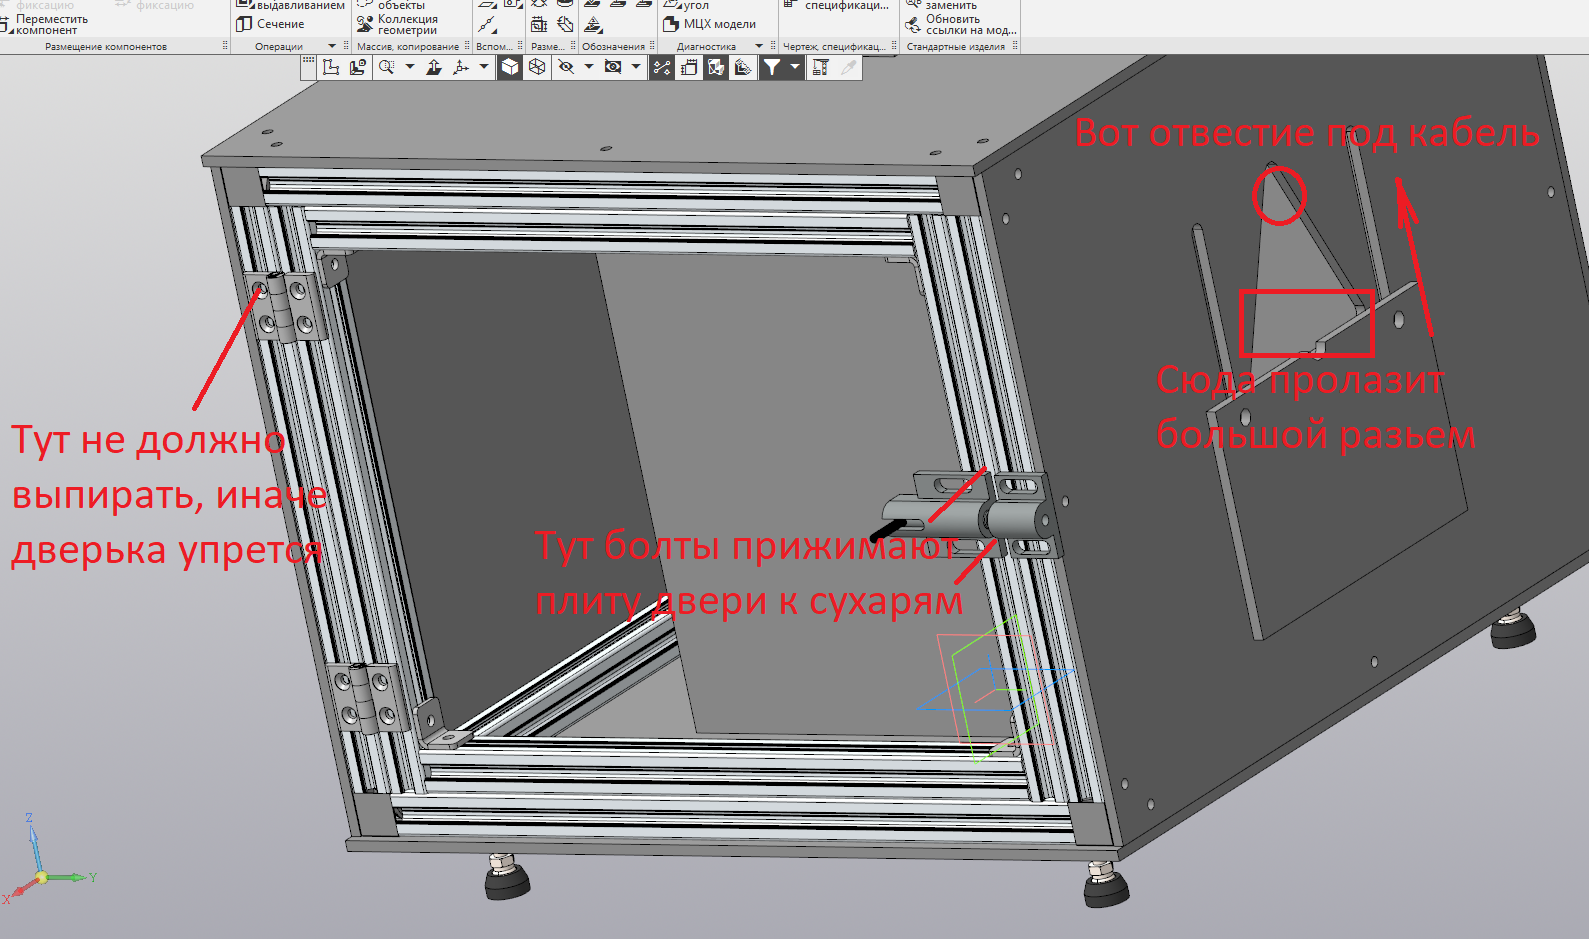 фиксацию
фиксацию
Переместить
компонент
Размещение компонентов
выдавливанием
Сечение
Операции
объекты
Коллекция
геометрии
Массив, копирование
Вспом...
Разме...
Обозначения
угол
МЦХ модели
Диагностика
спецификаци...
Чертеж, спецификац...
заменить
Обновить
ссылки на мод...
Стандартные изделия
Вот отвестие под кабель
Сюда пролазит
большой разьем
Тут не должно
выпирать, иначе
дверька упрется
Тут болты прижимают
плиту двери к сухарям
Z
Y
X